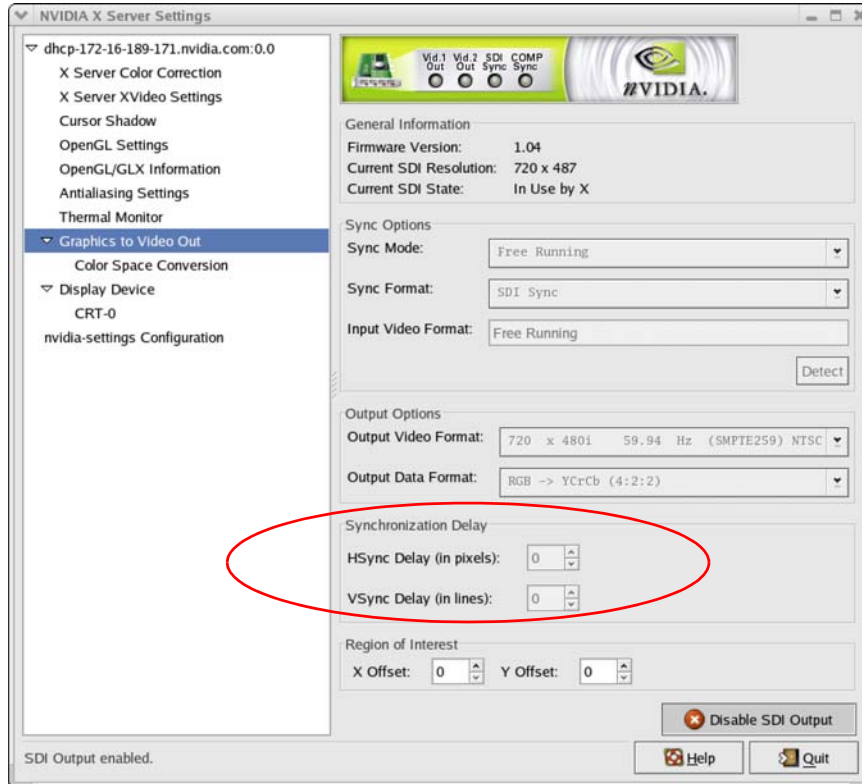 NVIDIA X Server Settings
dhcp-172-16-189-171.nvidia.com:0.0
X Server Color Correction
X Server XVideo Settings
Cursor Shadow
OpenGL Settings
OpenGL/GLX Information
Antialiasing Settings
Thermal Monitor
Graphics to Video Out
Color Space Conversion
Display Device
CRT-0
nvidia-settings Configuration
Vid.1 Out Vid.2 Out SDI Sync COMP Sync
nVIDIA.
General Information
Firmware Version: 1.04
Current SDI Resolution: 720 x 487
Current SDI State: In Use by X
Sync Options
Sync Mode: Free Running
Sync Format: SDI Sync
Input Video Format: Free Running
Detect
Output Options
Output Video Format: 720 x 480i 59.94 Hz (SMPTE259) NTSC
Output Data Format: RGB -> YCrCb (4:2:2)
Synchronization Delay
HSync Delay (in pixels): 0
VSync Delay (in lines): 0
Region of Interest
X Offset: 0 Y Offset: 0
Disable SDI Output
SDI Output enabled.
Help
Quit